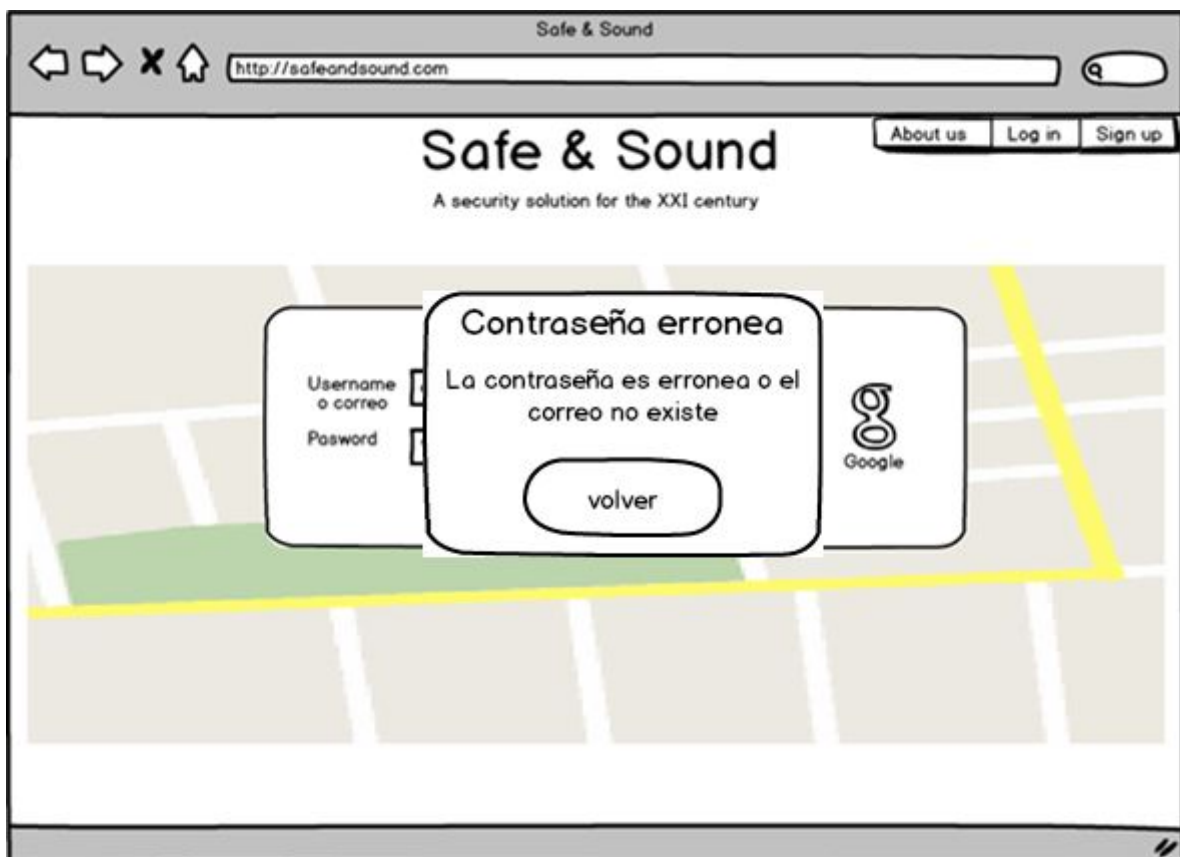 Safe & Sound
http://safeandsound.com
About us
Log in
Sign up
Safe & Sound
A security solution for the XXI century
Contraseña erronea
La contraseña es erronea o el
correo no existe
volver
Username
o correo
Pasword
g
Google